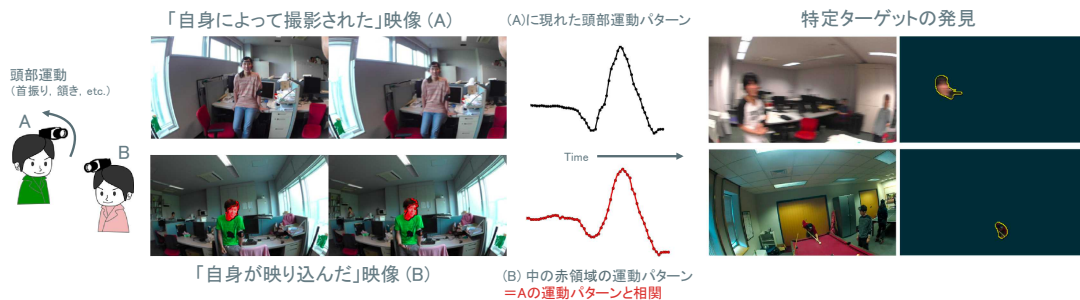 「自身によって撮影された」映像 (A)
(A)に現れた頭部運動パターン
特定ターゲットの発見
頭部運動
(首振り, 頷き, etc.)
A
B
Time
「自身が映り込んだ」映像 (B)
(B) 中の赤領域の運動パターン
＝Aの運動パターンと相関